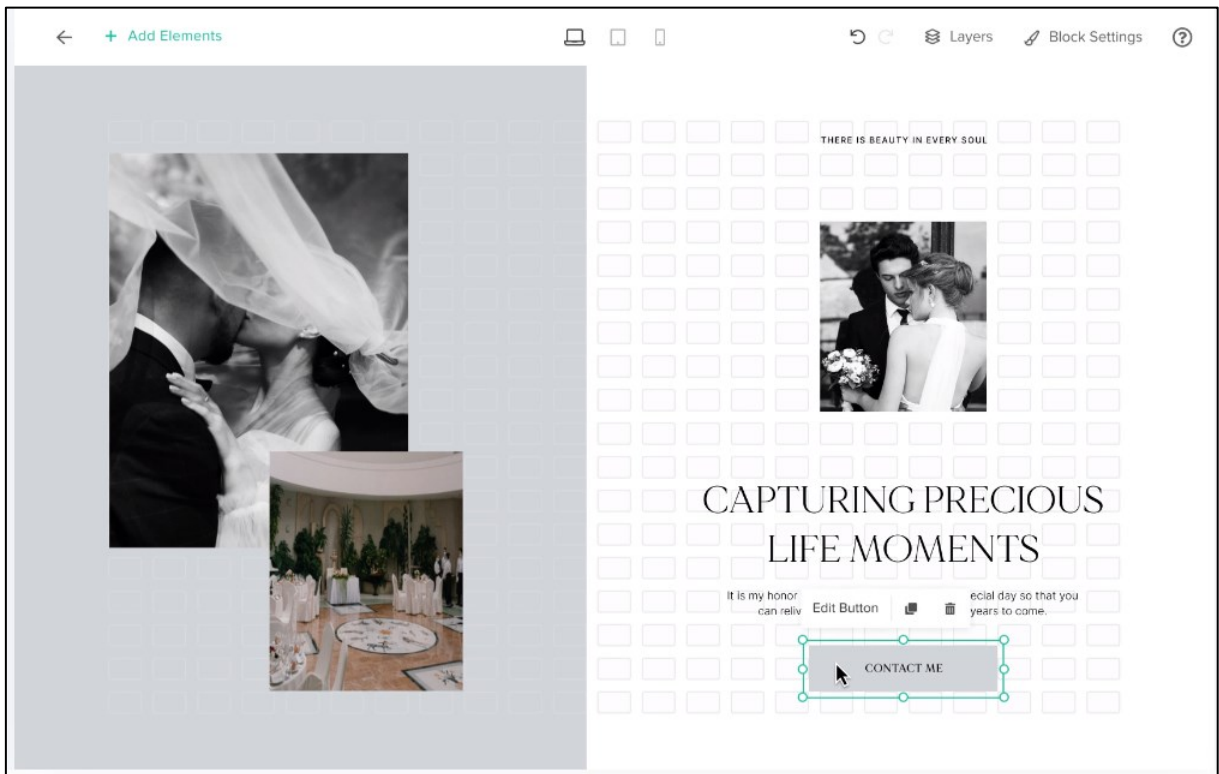 Add Elements
Layers
Block Settings
THERE IS BEAUTY IN EVERY SOUL
CAPTURING PRECIOUS
LIFE MOMENTS
It is my honor ecial day so that you
can reliv years to come.
Edit Button
CONTACT ME